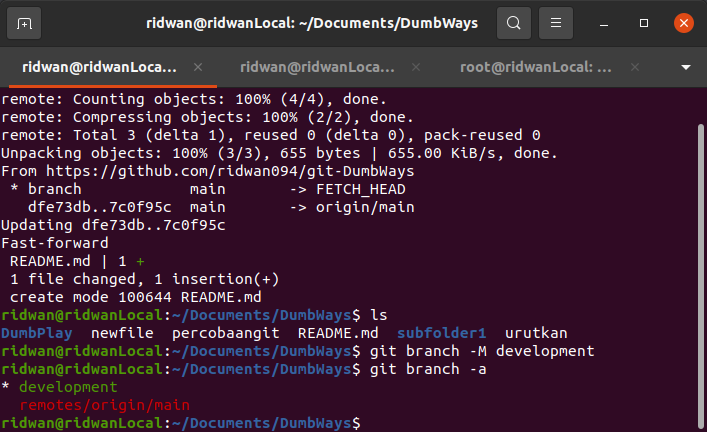 ridwan@ridwanLocal: ~/Documents/DumbWays
ridwan@ridwanLoca... × ridwan@ridwanLoca... × root@ridwanLocal: ... ×
remote: Counting objects: 100% (4/4), done.
remote: Compressing objects: 100% (2/2), done.
remote: Total 3 (delta 1), reused 0 (delta 0), pack-reused 0
Unpacking objects: 100% (3/3), 655 bytes | 655.00 KiB/s, done.
From https://github.com/ridwan094/git-DumbWays
 * branch            main       -> FETCH_HEAD
   dfe73db..7c0f95c  main       -> origin/main
Updating dfe73db..7c0f95c
Fast-forward
 README.md | 1 +
 1 file changed, 1 insertion(+)
 create mode 100644 README.md
ridwan@ridwanLocal:~/Documents/DumbWays$ ls
DumbPlay  newfile  percobaangit  README.md  subfolder1  urutkan
ridwan@ridwanLocal:~/Documents/DumbWays$ git branch -M development
ridwan@ridwanLocal:~/Documents/DumbWays$ git branch -a
* development
  remotes/origin/main
ridwan@ridwanLocal:~/Documents/DumbWays$